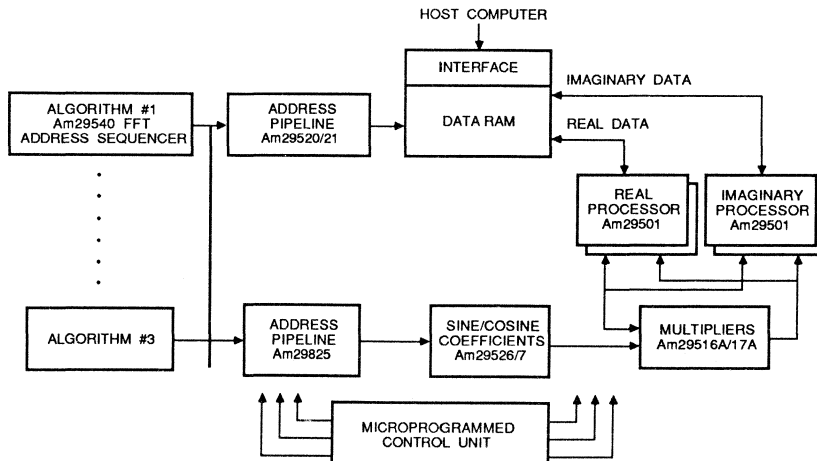 HOST COMPUTER
INTERFACE
DATA RAM
IMAGINARY DATA
REAL DATA
ALGORITHM #1
Am29540 FFT
ADDRESS SEQUENCER
ADDRESS
PIPELINE
Am29520/21
REAL
PROCESSOR
Am29501
IMAGINARY
PROCESSOR
Am29501
ALGORITHM #3
ADDRESS
PIPELINE
Am29825
SINE/COSINE
COEFFICIENTS
Am29526/7
MULTIPLIERS
Am29516A/17A
MICROPROGRAMMED
CONTROL UNIT